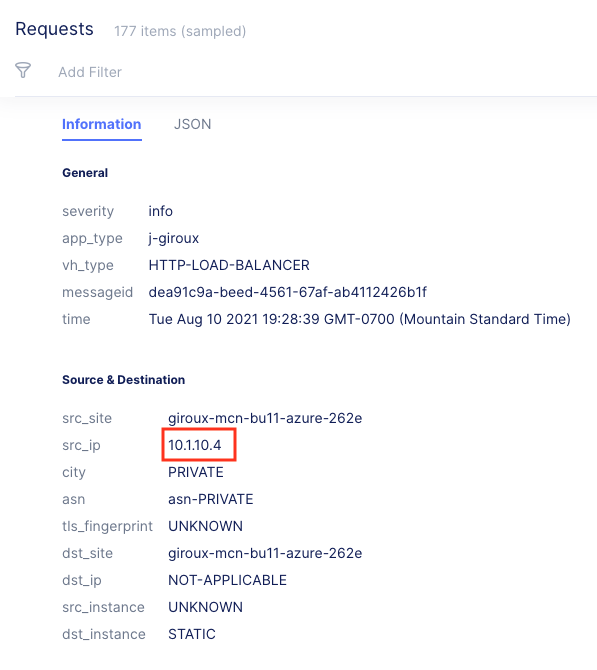 Requests 177 items (sampled)
Add Filter
Information JSON
General
severity info
app_type j-giroux
vh_type HTTP-LOAD-BALANCER
messageid dea91c9a-beed-4561-67af-ab4112426b1f
time Tue Aug 10 2021 19:28:39 GMT-0700 (Mountain Standard Time)
Source & Destination
src_site giroux-mcn-bu11-azure-262e
src_ip 10.1.10.4
city PRIVATE
asn asn-PRIVATE
tls_fingerprint UNKNOWN
dst_site giroux-mcn-bu11-azure-262e
dst_ip NOT-APPLICABLE
src_instance UNKNOWN
dst_instance STATIC